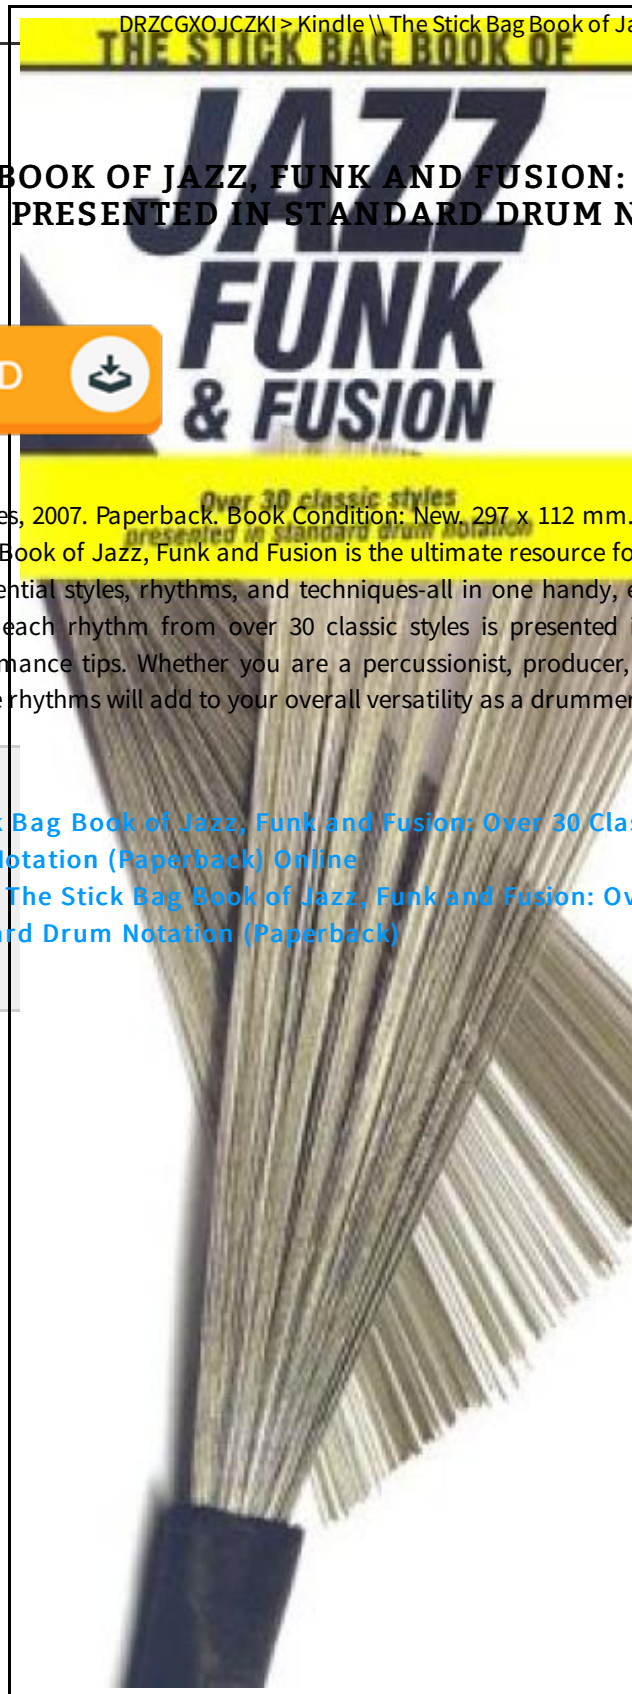 DRZCGXOJCZKI > Kindle \\ The Stick Bag Book of Ja
THE STICK BAG BOOK OF
JAZZ
BOOK OF JAZZ, FUNK AND FUSION:
PRESENTED IN STANDARD DRUM N
FUNK
D
& FUSION
Over 30 classic styles
es, 2007. Paperback. Book Condition: New. 297 x 112 mm.
presented in standard drum notation
Book of Jazz, Funk and Fusion is the ultimate resource fo
ential styles, rhythms, and techniques-all in one handy, e
each rhythm from over 30 classic styles is presented i
mance tips. Whether you are a percussionist, producer,
e rhythms will add to your overall versatility as a drummer
k Bag Book of Jazz, Funk and Fusion: Over 30 Clas
Notation (Paperback) Online
The Stick Bag Book of Jazz, Funk and Fusion: Ov
ard Drum Notation (Paperback)